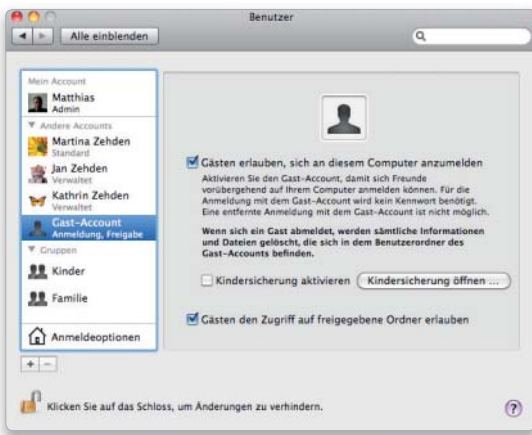 Benutzer
Alle einblenden
Mein Account
Matthias
Admin
Andere Accounts
Martina Zehden
Standard
Jan Zehden
Verwaltet
Kathrin Zehden
Verwaltet
Gast-Account
Anmeldung, Freigabe
Gruppen
Kinder
Familie
Anmeldeoptionen
+ −
Gästen erlauben, sich an diesem Computer anzumelden
Aktivieren Sie den Gast-Account, damit sich Freunde
vorübergehend auf Ihrem Computer anmelden können. Für die
Anmeldung mit dem Gast-Account wird kein Kennwort benötigt.
Eine entfernte Anmeldung mit dem Gast-Account ist nicht möglich.
Wenn sich ein Gast abmeldet, werden sämtliche Informationen
und Dateien gelöscht, die sich in dem Benutzerordner des
Gast-Accounts befinden.
Kindersicherung aktivieren
Kindersicherung öffnen ...
Gästen den Zugriff auf freigegebene Ordner erlauben
Klicken Sie auf das Schloss, um Änderungen zu verhindern.
?